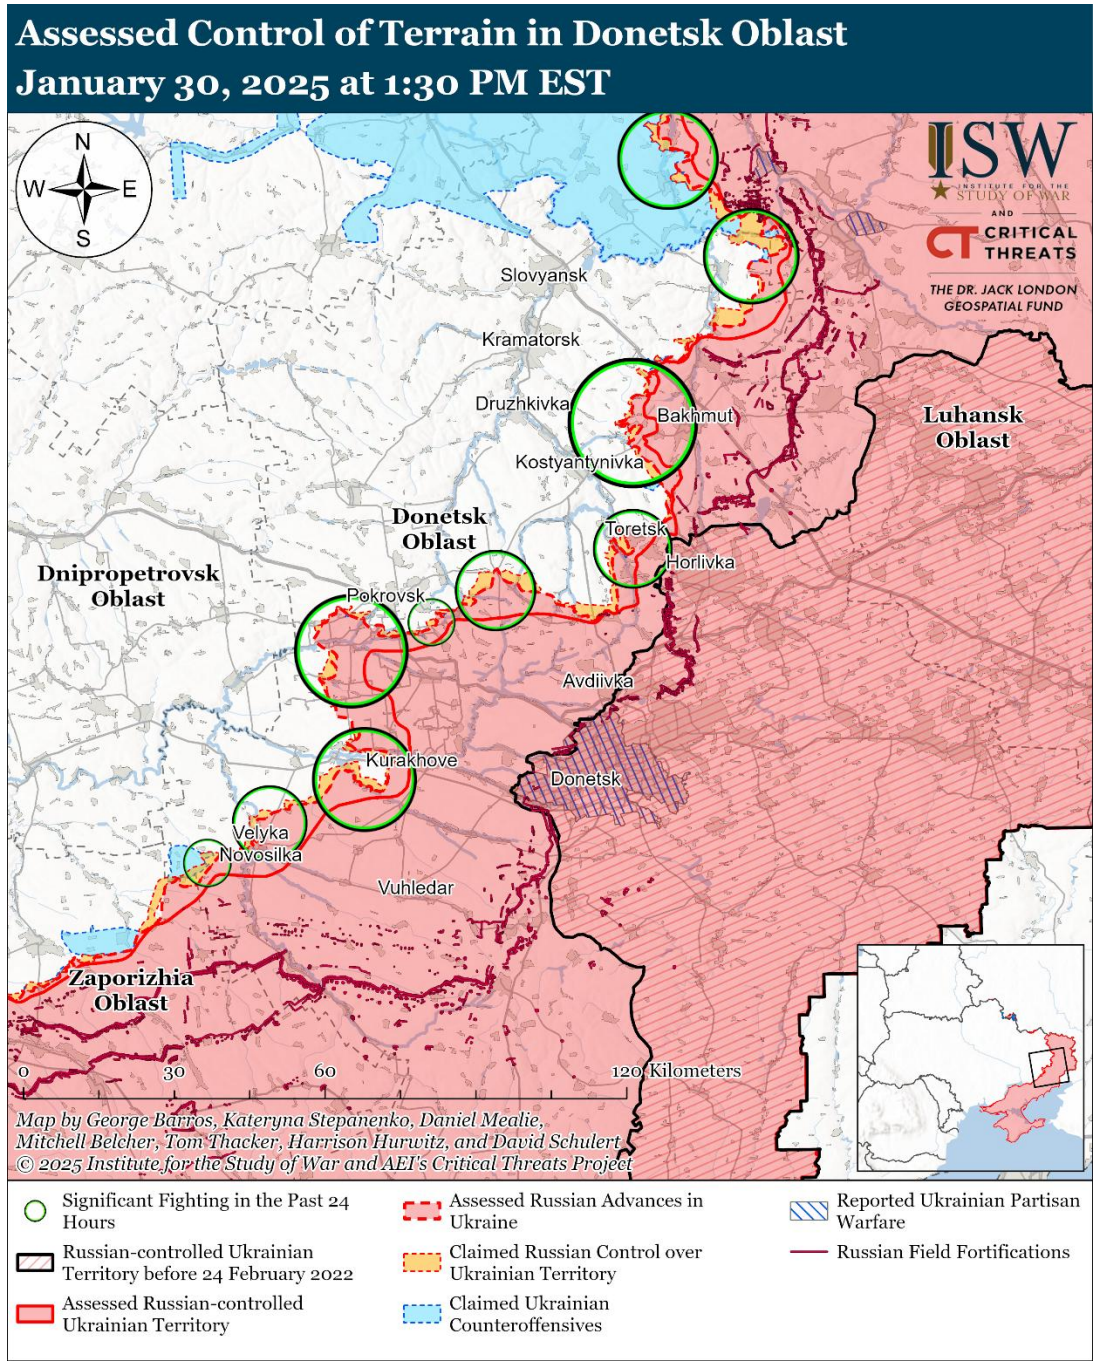 Assessed Control of Terrain in Donetsk Oblast
January 30, 2025 at 1:30 PM EST
N
W
E
S
ISW
INSTITUTE FOR THE
STUDY OF WAR
AND
CT CRITICAL
THREATS
THE DR. JACK LONDON
GEOSPATIAL FUND
Slovyansk
Kramatorsk
Druzhkivka
Bakhmut
Luhansk
Oblast
Kostyantynivka
Donetsk
Oblast
Toretsk
Horlivka
Dnipropetrovsk
Oblast
Pokrovsk
Avdiivka
Kurakhove
Donetsk
Velyka
Novosilka
Vuhledar
Zaporizhia
Oblast
0
30
60
120 Kilometers
Map by George Barros, Kateryna Stepanenko, Daniel Mealie,
Mitchell Belcher, Tom Thacker, Harrison Hurwitz, and David Schulert
© 2025 Institute for the Study of War and AEI's Critical Threats Project
Significant Fighting in the Past 24
Hours
Russian-controlled Ukrainian
Territory before 24 February 2022
Assessed Russian-controlled
Ukrainian Territory
Assessed Russian Advances in
Ukraine
Claimed Russian Control over
Ukrainian Territory
Claimed Ukrainian
Counteroffensives
Reported Ukrainian Partisan
Warfare
Russian Field Fortifications